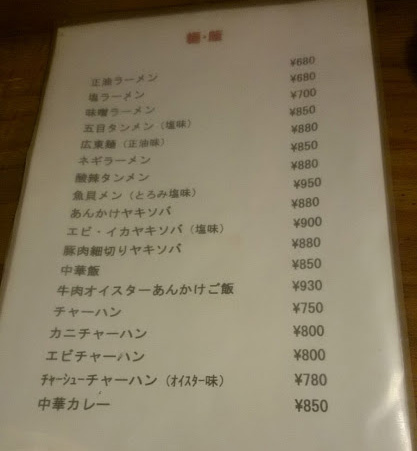 麺・飯
正油ラーメン ¥680
塩ラーメン ¥680
味噌ラーメン ¥700
五目タンメン（塩味） ¥850
広東麺（正油味） ¥880
ネギラーメン ¥850
酸辣タンメン ¥880
魚貝メン（とろみ塩味） ¥950
あんかけヤキソバ ¥880
エビ・イカヤキソバ（塩味） ¥900
豚肉細切りヤキソバ ¥880
中華飯 ¥850
牛肉オイスターあんかけご飯 ¥930
チャーハン ¥750
カニチャーハン ¥800
エビチャーハン ¥800
ﾁｬｰｼｭｰチャーハン（ｵｲｽﾀｰ味） ¥780
中華カレー ¥850